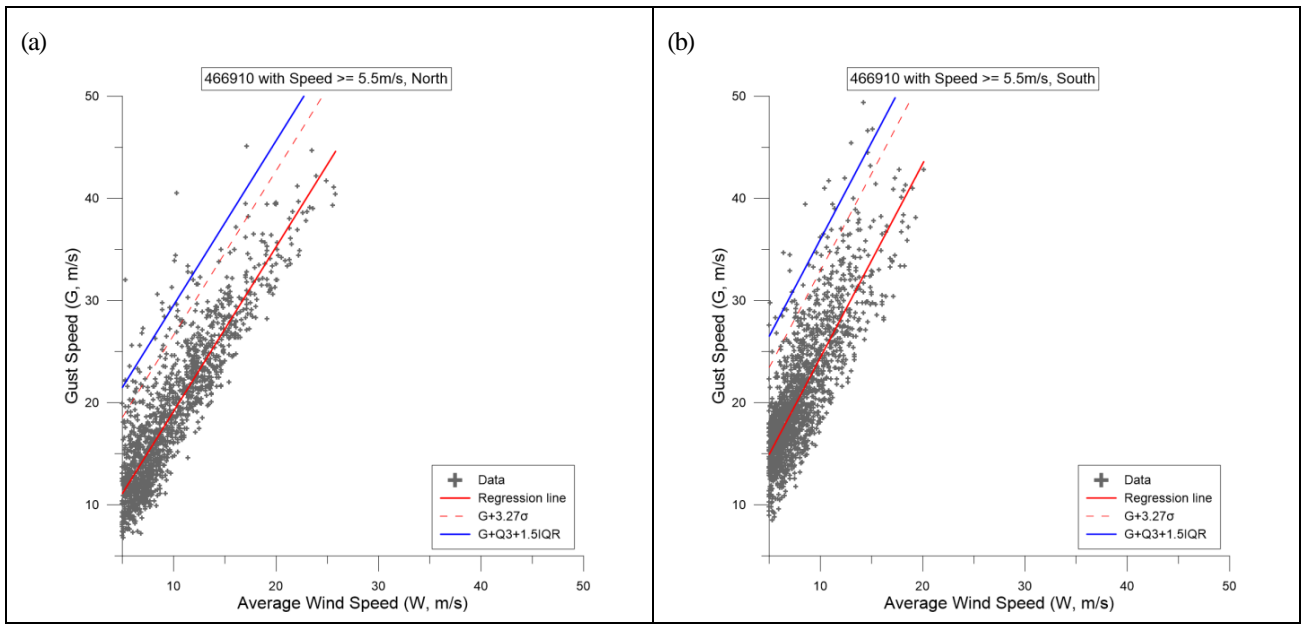 (a)
466910 with Speed >= 5.5m/s, North
50
40
30
20
10
Gust Speed (G, m/s)
Data
Regression line
G+3.27σ
G+Q3+1.5IQR
10 20 30 40 50
Average Wind Speed (W, m/s)
(b)
466910 with Speed >= 5.5m/s, South
50
40
30
20
10
Gust Speed (G, m/s)
Data
Regression line
G+3.27σ
G+Q3+1.5IQR
10 20 30 40 50
Average Wind Speed (W, m/s)